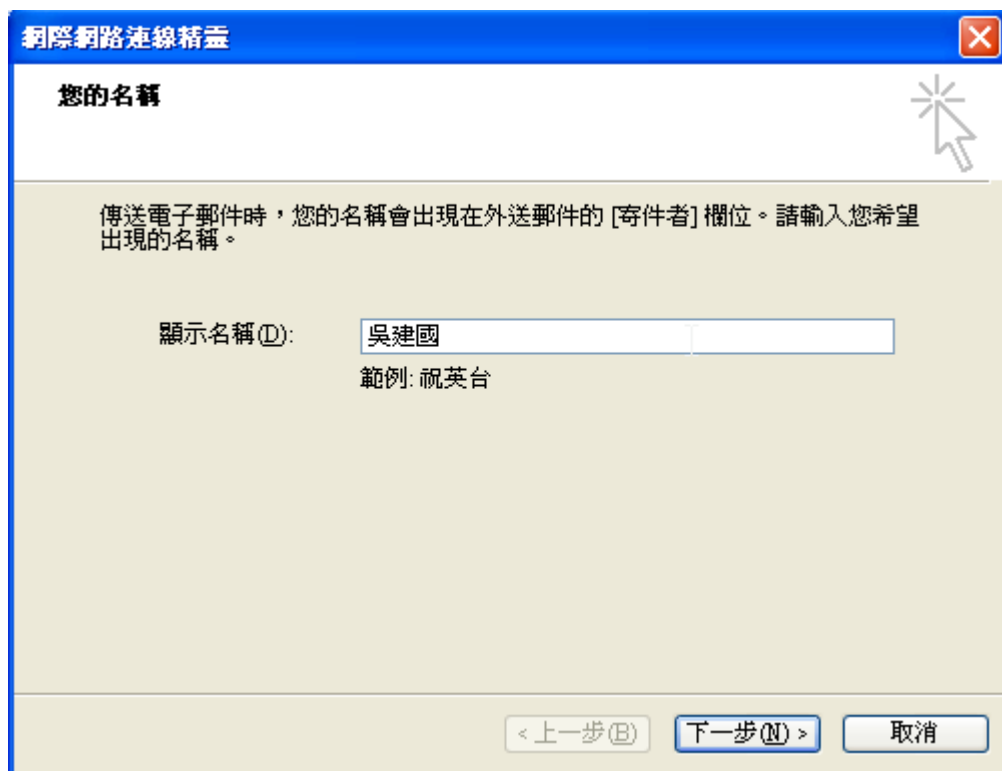 網際網路連線精靈
您的名稱
傳送電子郵件時，您的名稱會出現在外送郵件的 [寄件者] 欄位。請輸入您希望
出現的名稱。
顯示名稱(D): 吳建國
範例: 祝英台
< 上一步(B) 下一步(N) > 取消